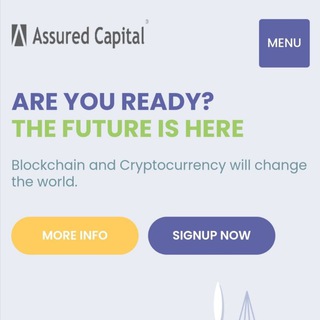 Assured Capital
MENU
ARE YOU READY?
THE FUTURE IS HERE
Blockchain and Cryptocurrency will change
the world.
MORE INFO
SIGNUP NOW